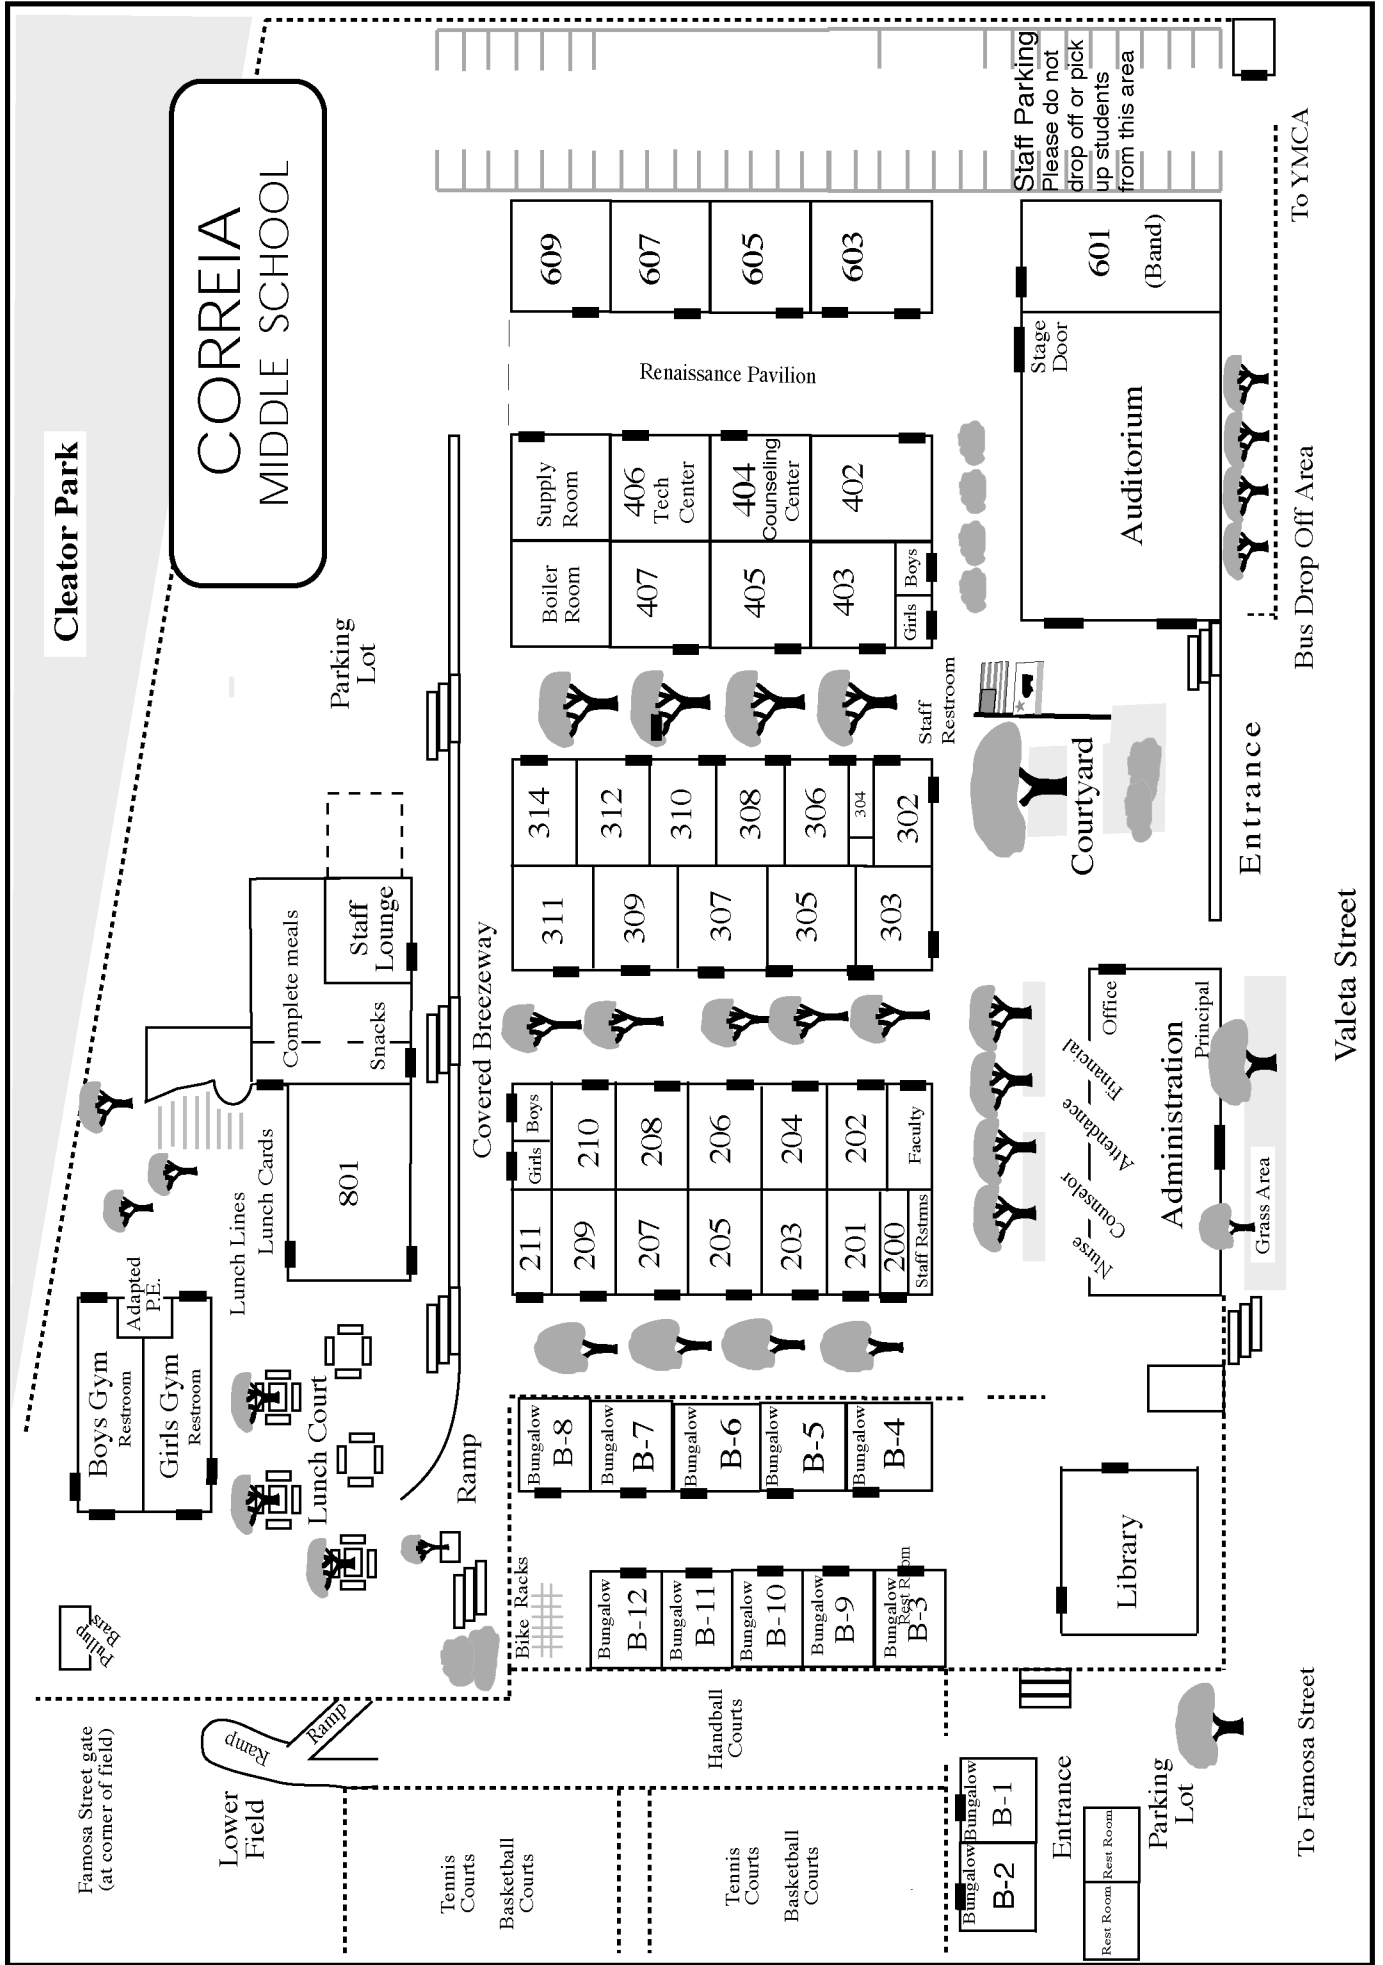 Cleator Park
CORREIA
MIDDLE SCHOOL
Staff Parking
Please do not
drop off or pick
up students
from this area
To YMCA
609
607
605
603
601
(Band)
Renaissance Pavilion
Stage
Door
Auditorium
Supply
Room
406
Tech
Center
404
Counseling
Center
402
Boiler
Room
407
405
403
Boys
Girls
Bus Drop Off Area
Parking
Lot
Staff
Restroom
Courtyard
Entrance
Valeta Street
314
312
310
308
306
304
302
311
309
307
305
303
Complete meals
Staff
Lounge
Snacks
Covered Breezeway
801
Lunch Cards
Lunch Lines
Boys
Girls
210
208
206
204
202
Faculty
211
209
207
205
203
201
200
Staff Rstrms
Office
Principal
Financial
Attendance
Counselor
Nurse
Administration
Grass Area
Adapted
P.E.
Boys Gym
Restroom
Girls Gym
Restroom
Lunch Court
Ramp
Bungalow
B-8
Bungalow
B-7
Bungalow
B-6
Bungalow
B-5
Bungalow
B-4
Bike Racks
Bungalow
B-12
Bungalow
B-11
Bungalow
B-10
Bungalow
B-9
Bungalow
Rest Room
B-3
Library
Pullup
Bars
Famosa Street gate
(at corner of field)
Ramp
Ramp
Lower
Field
Handball
Courts
Tennis
Courts
Basketball
Courts
Tennis
Courts
Basketball
Courts
Bungalow
B-1
Bungalow
B-2
Entrance
Rest Room
Rest Room
Parking
Lot
To Famosa Street